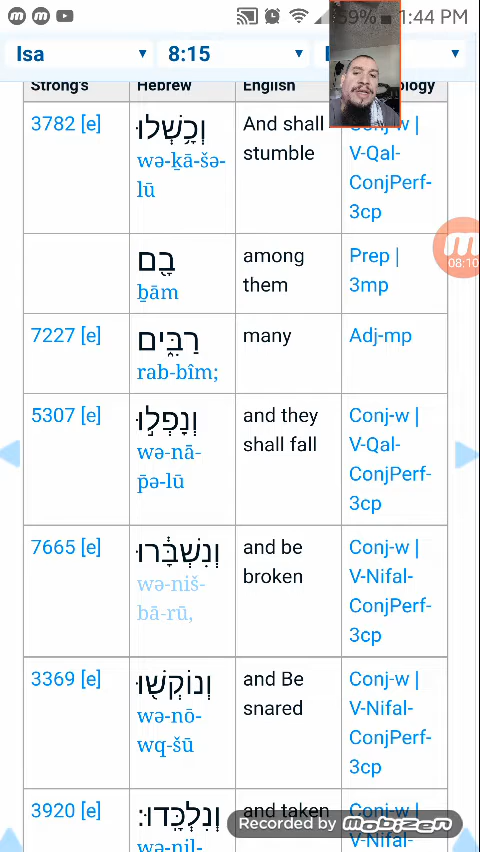 59% 1:44 PM
Isa 8:15
Strong's Hebrew English
3782 [e] וְכָ֥שְׁלוּ And shall Conj-w |
wə-ḵā-šə- stumble V-Qal-
lū ConjPerf-
3cp
בָ֖ם among Prep |
ḇām them 3mp
7227 [e] רַבִּ֑ים many Adj-mp
rab-bîm;
5307 [e] וְנָפְל֣וּ and they Conj-w |
wə-nā- shall fall V-Qal-
p̄ə-lū ConjPerf-
3cp
7665 [e] וְנִשְׁבָּ֔רוּ and be Conj-w |
wə-niš- broken V-Nifal-
bā-rū, ConjPerf-
3cp
3369 [e] וְנוֹקְשׁ֖וּ and Be Conj-w |
wə-nō- snared V-Nifal-
wq-šū ConjPerf-
3cp
3920 [e] וְנִלְכָּֽדוּ׃ and taken Conj-w |
wə-nil- V-Nifal-
08:10
Recorded by Mobizen